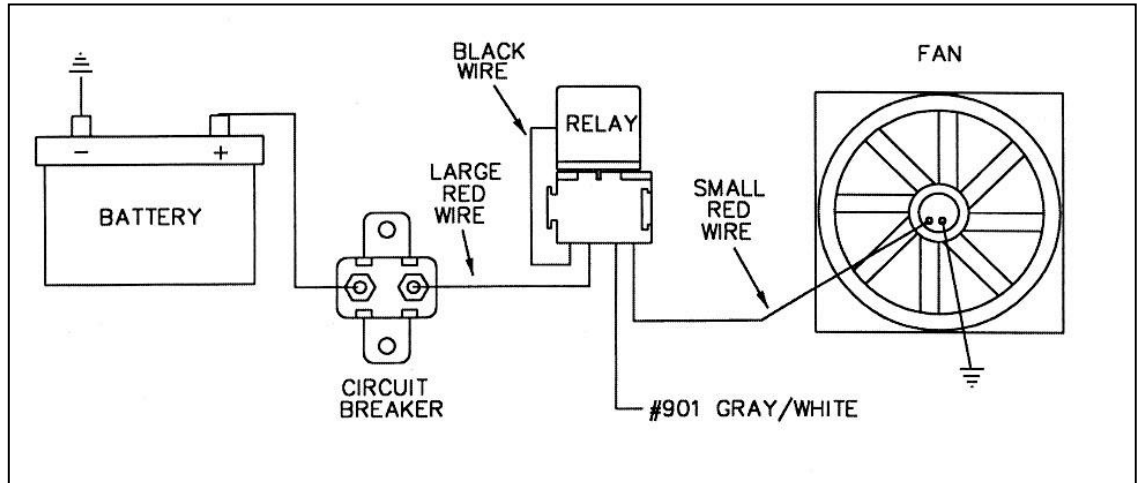 BLACK
WIRE
FAN
RELAY
− +
BATTERY
LARGE
RED
WIRE
SMALL
RED
WIRE
CIRCUIT
BREAKER
#901 GRAY/WHITE